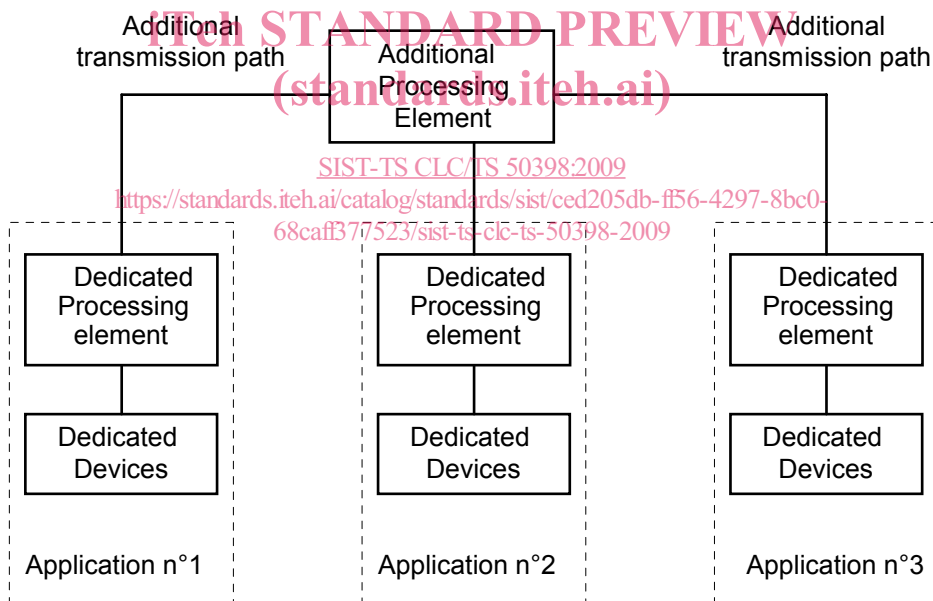 iTeh STANDARD PREVIEW
(standards.iteh.ai)
Additional
transmission path
Additional
Processing
Element
Additional
transmission path
SIST-TS CLC/TS 50398:2009
https://standards.iteh.ai/catalog/standards/sist/ced205db-ff56-4297-8bc0-
68caff377523/sist-ts-clc-ts-50398-2009
Dedicated
Processing
element
Dedicated
Processing
element
Dedicated
Processing
element
Dedicated
Devices
Dedicated
Devices
Dedicated
Devices
Application n°1
Application n°2
Application n°3